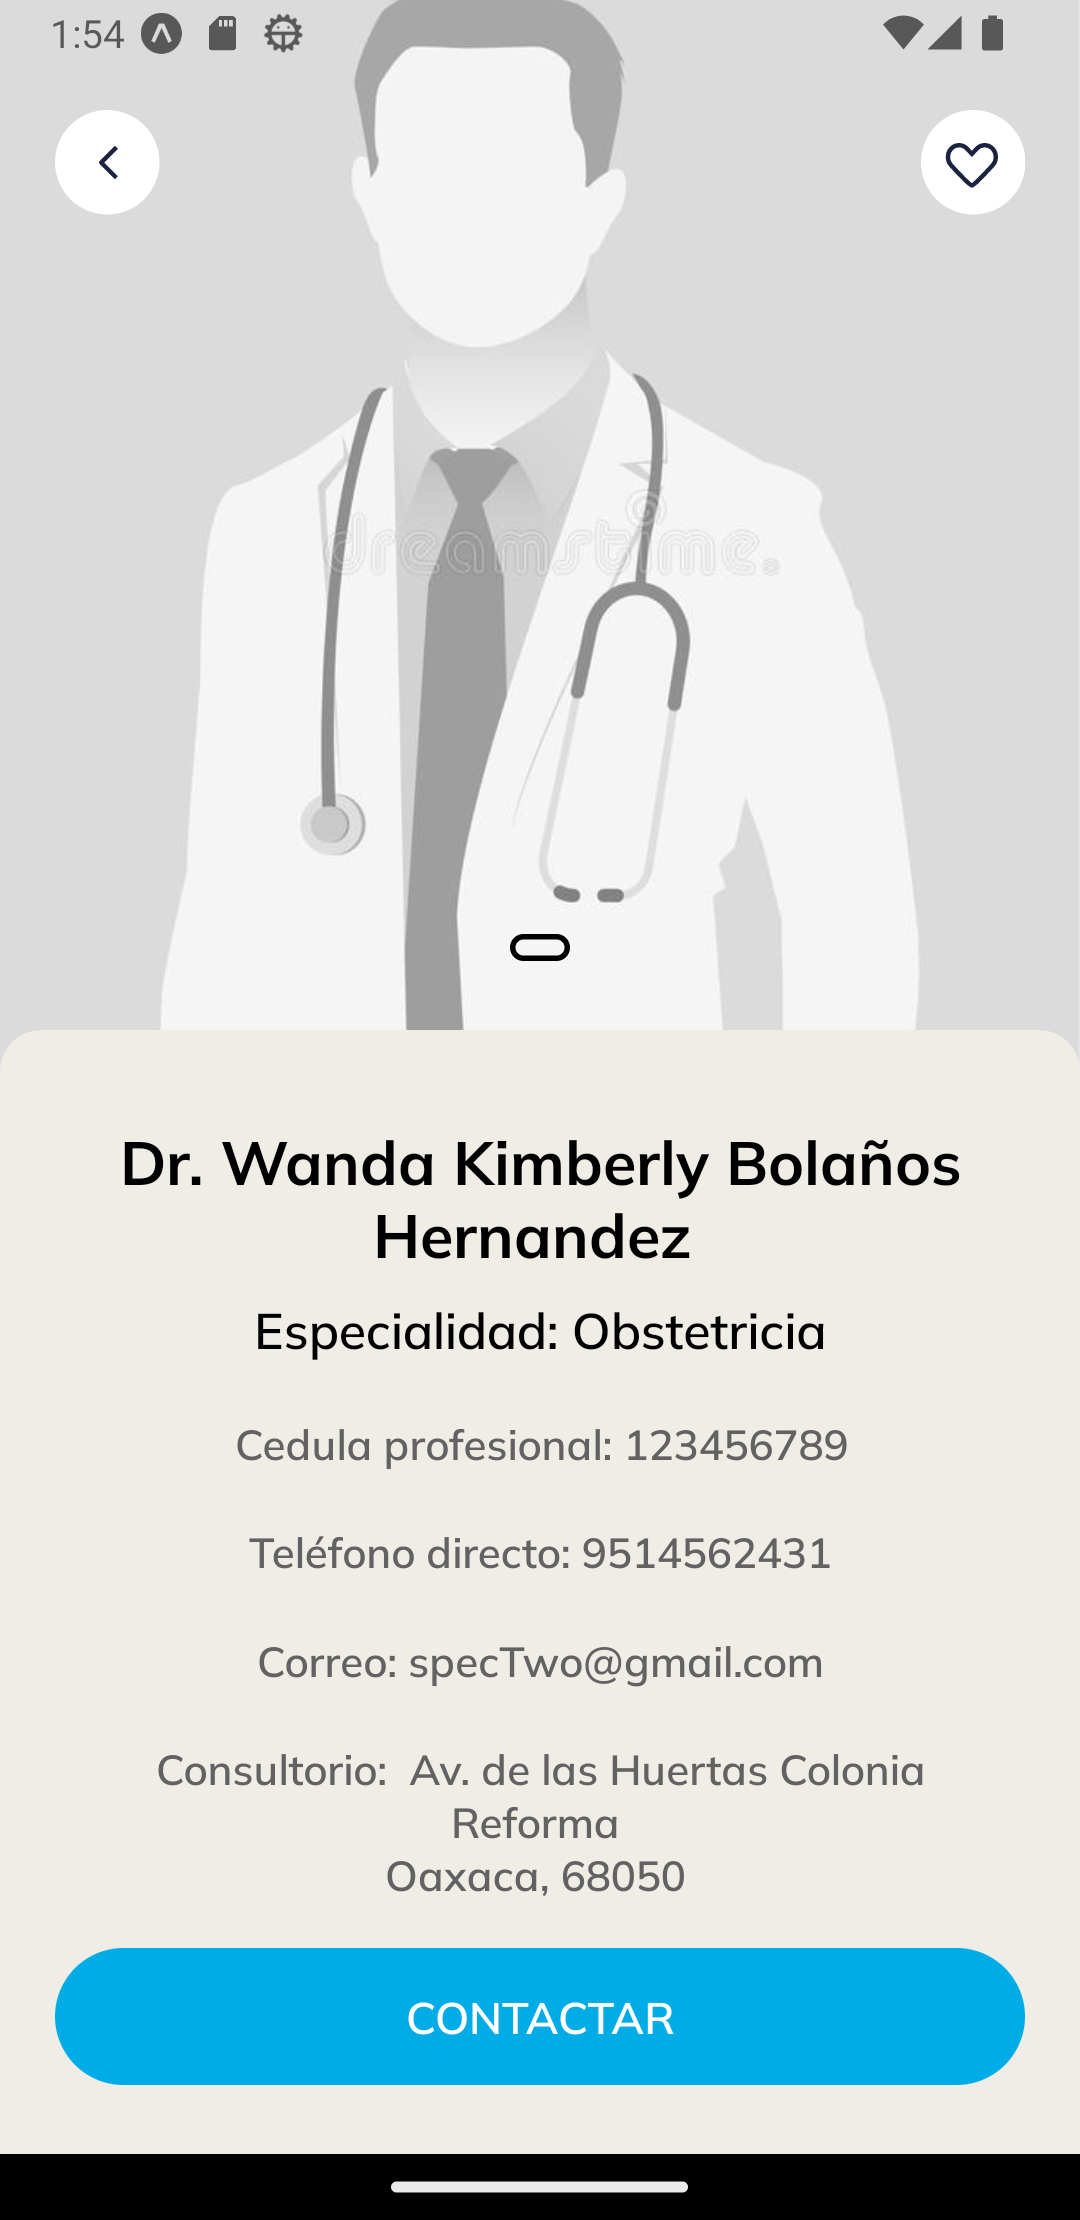 1:54
dreamstime.
Dr. Wanda Kimberly Bolaños
Hernandez
Especialidad: Obstetricia
Cedula profesional: 123456789
Teléfono directo: 9514562431
Correo: specTwo@gmail.com
Consultorio:  Av. de las Huertas Colonia
Reforma
Oaxaca, 68050
CONTACTAR